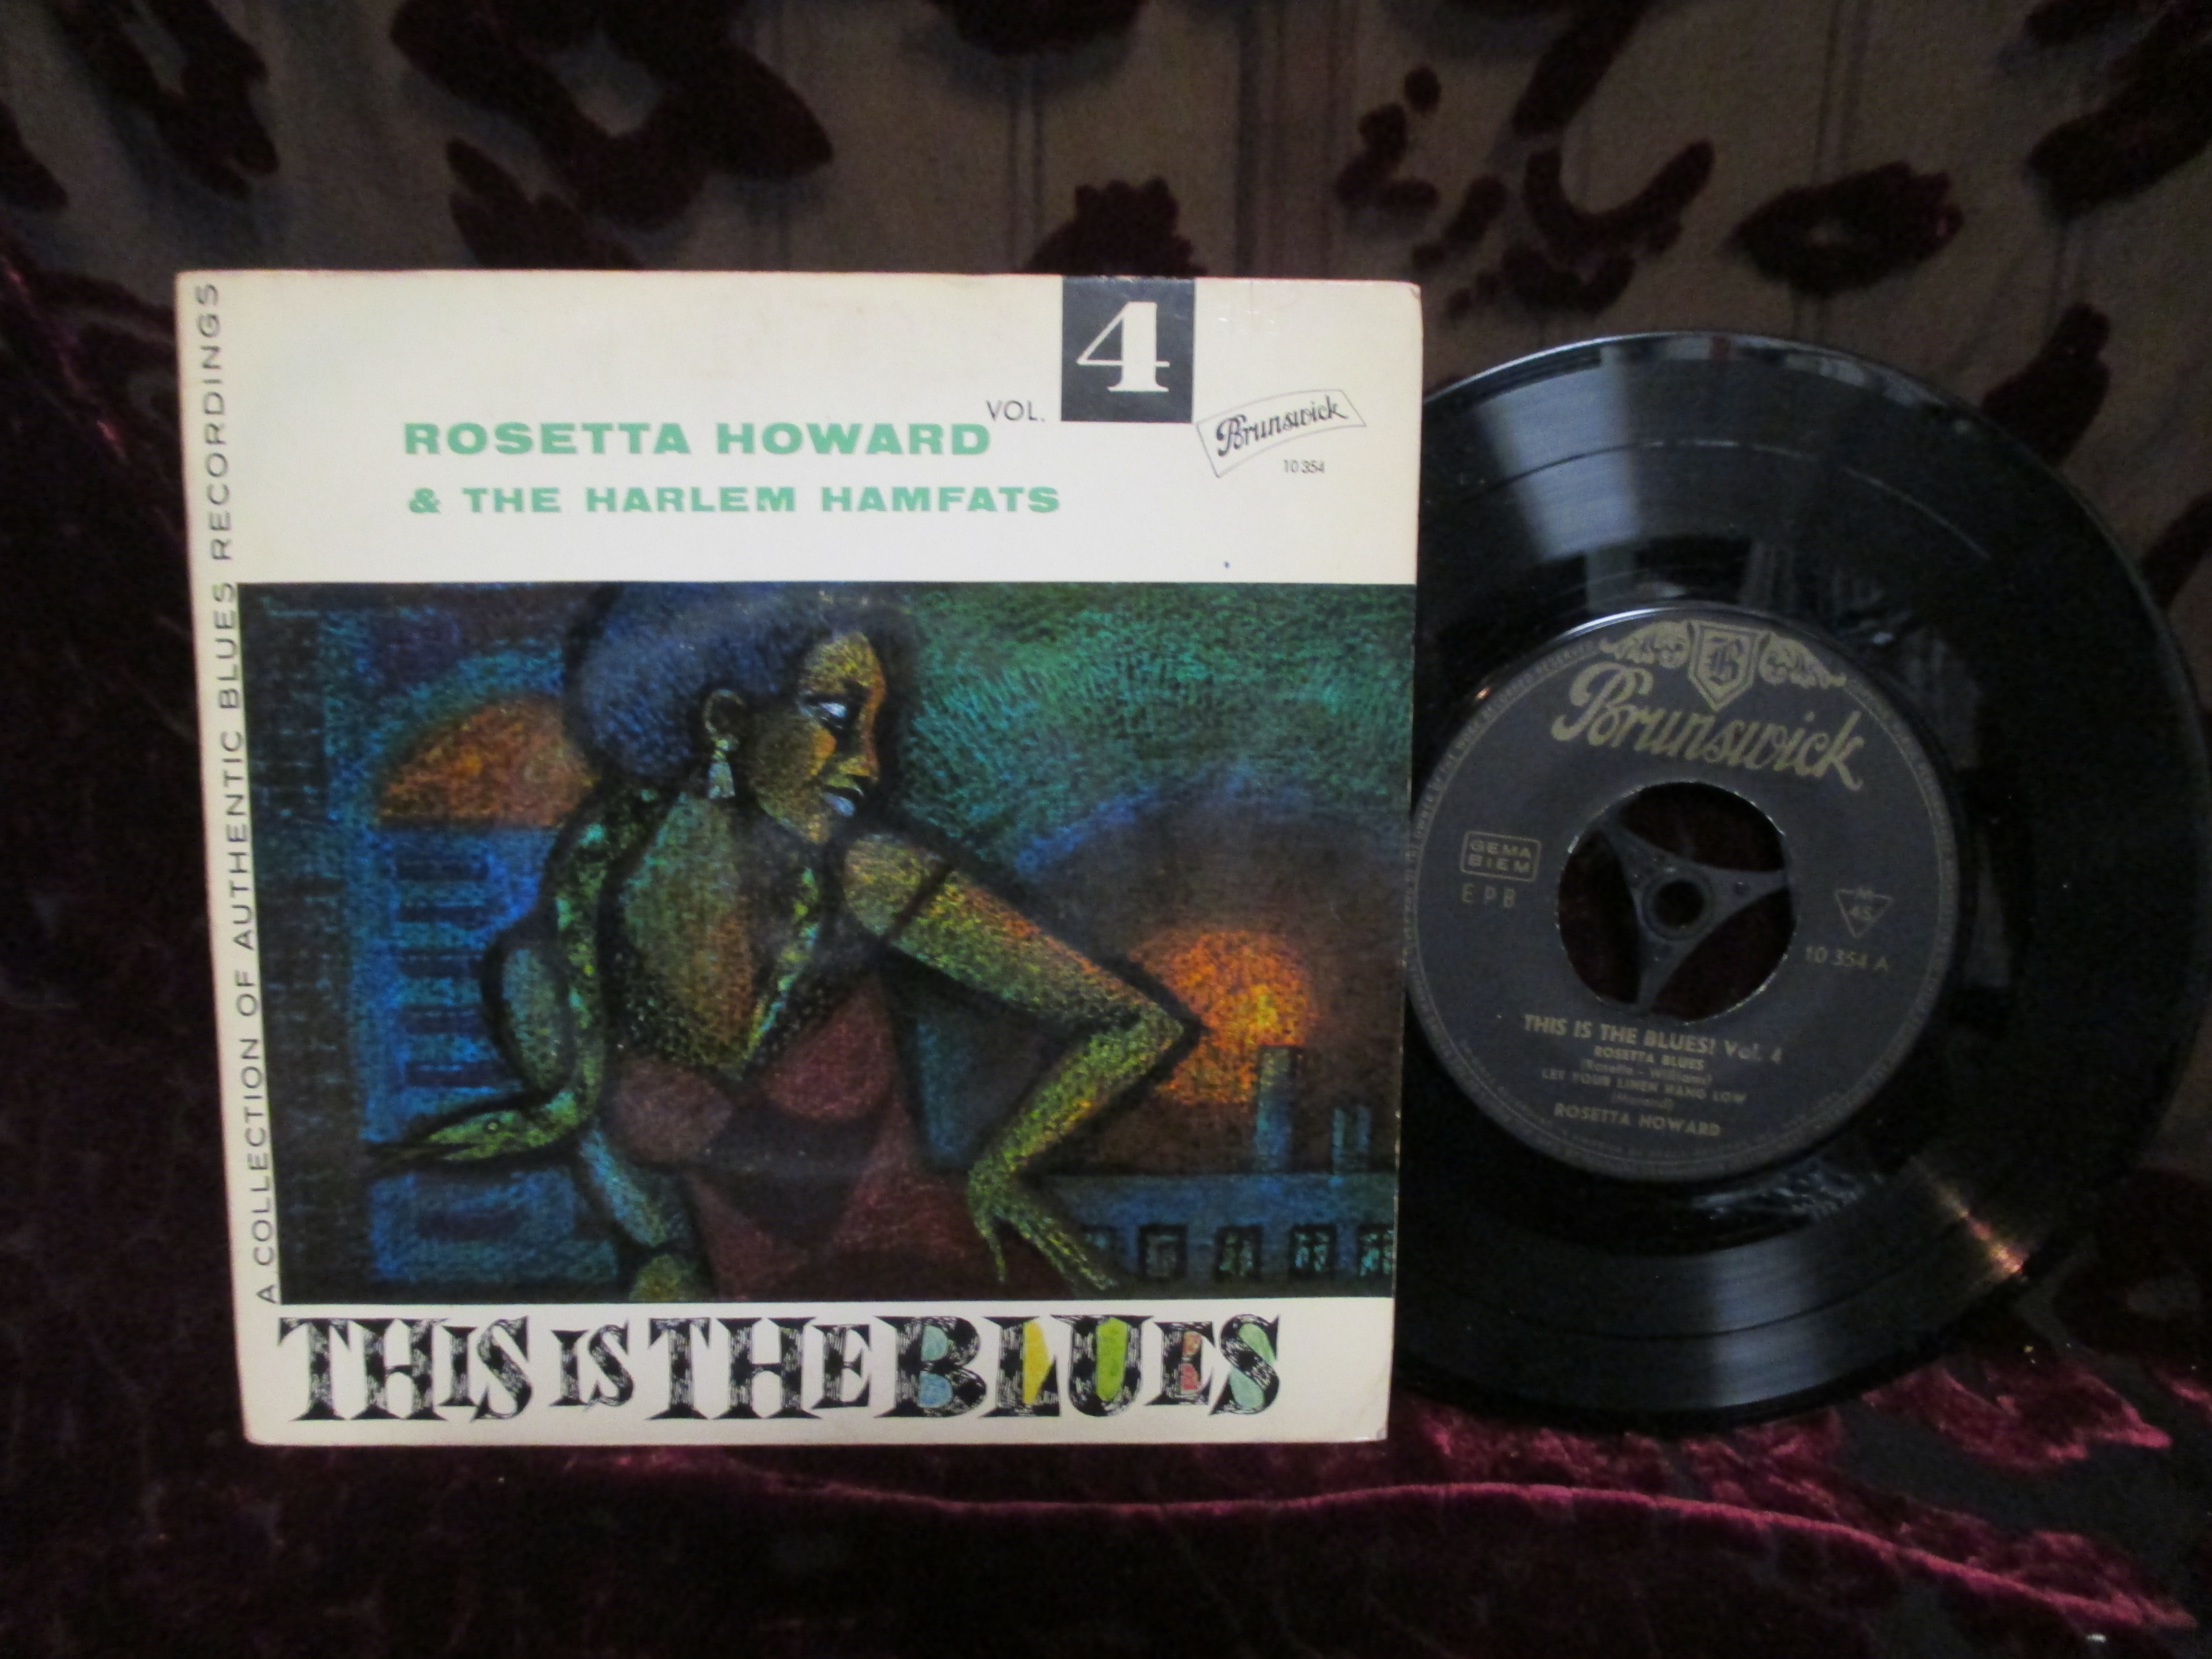 A COLLECTION OF AUTHENTIC BLUES RECORDINGS
VOL. 4
ROSETTA HOWARD
& THE HARLEM HAMFATS
Brunswick
10 354
THIS IS THE BLUES
B
Brunswick
GEMA
BIEM
EPB
45
10 354 A
THIS IS THE BLUES! Vol. 4
ROSETTA BLUES
(Rosetta - Williams)
LET YOUR LINEN HANG LOW
ROSETTA HOWARD